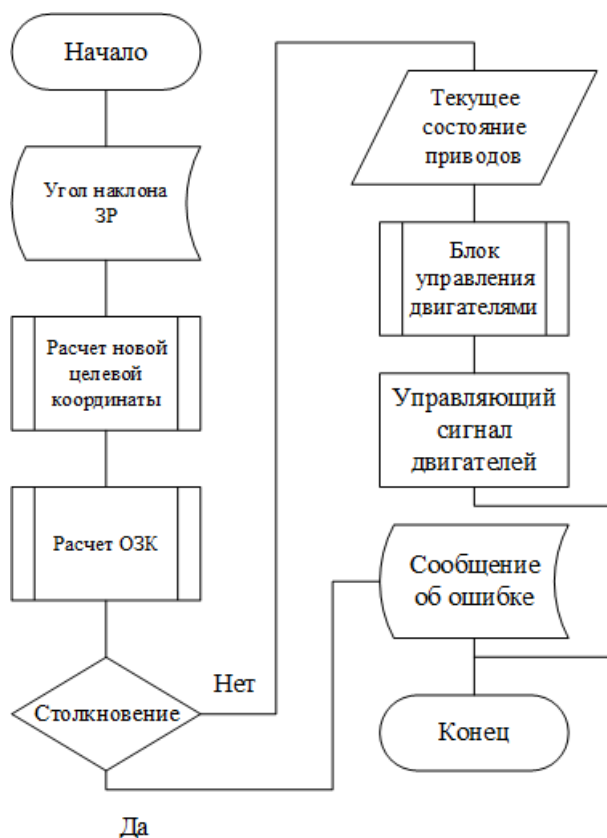 Начало
Угол наклона
ЗР
Расчет новой
целевой
координаты
Расчет ОЗК
Столкновение
Нет
Да
Текущее
состояние
приводов
Блок
управления
двигателями
Управляющий
сигнал
двигателей
Сообщение
об ошибке
Конец